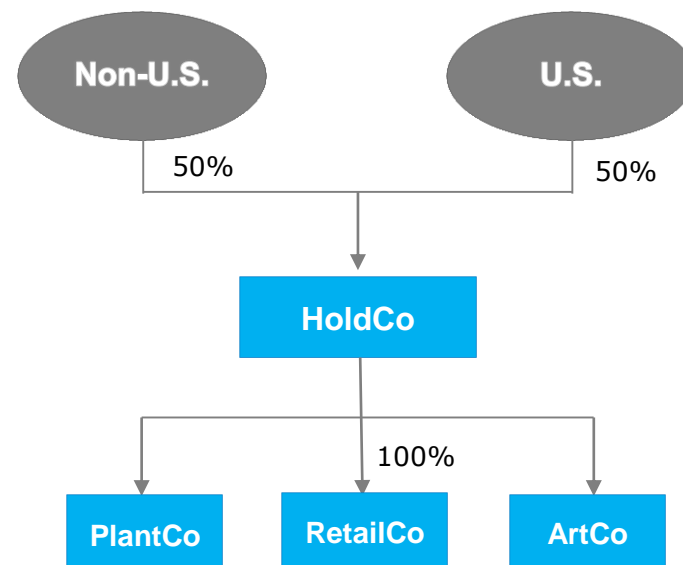 Non-U.S.
U.S.
50%
50%
HoldCo
100%
PlantCo
RetailCo
ArtCo